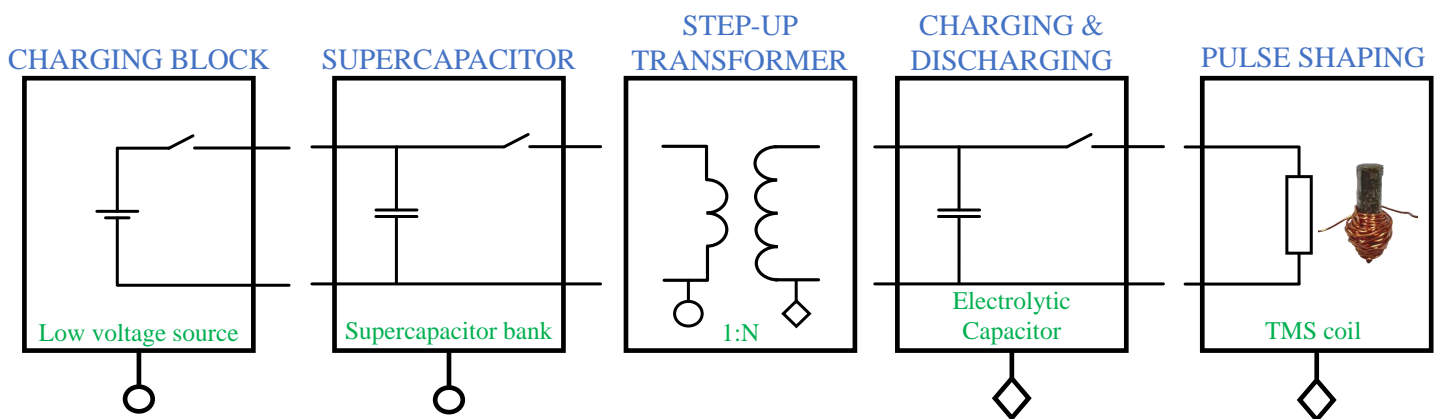 CHARGING BLOCK
SUPERCAPACITOR
STEP-UP
TRANSFORMER
CHARGING &
DISCHARGING
PULSE SHAPING
Low voltage source
Supercapacitor bank
1:N
Electrolytic
Capacitor
TMS coil